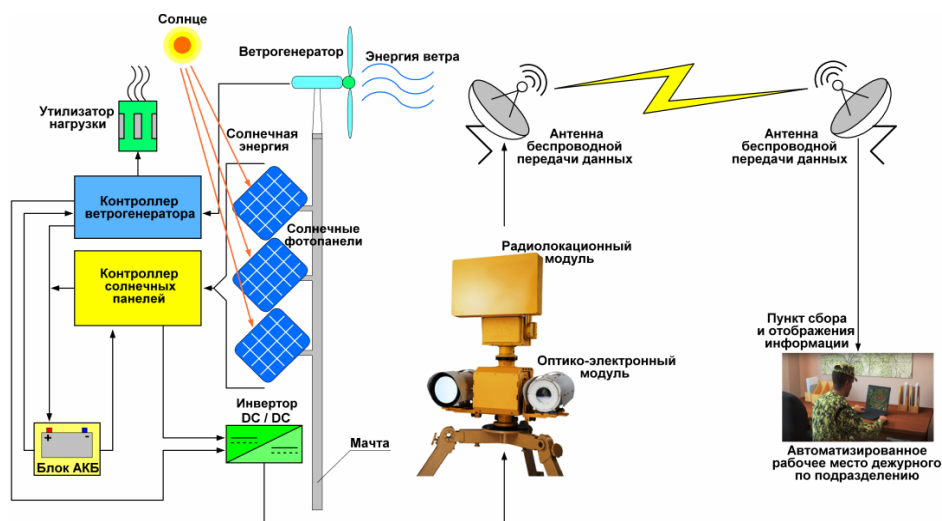 Солнце
Ветрогенератор
Энергия ветра
Утилизатор
нагрузки
Солнечная
энергия
Антенна
беспроводной
передачи данных
Антенна
беспроводной
передачи данных
Контроллер
ветрогенератора
Солнечные
фотопанели
Контроллер
солнечных
панелей
Радиолокационный
модуль
Пункт сбора
и отображения
информации
Оптико-электронный
модуль
Инвертор
DC / DC
+ -
Блок АКБ
Мачта
Автоматизированное
рабочее место дежурного
по подразделению